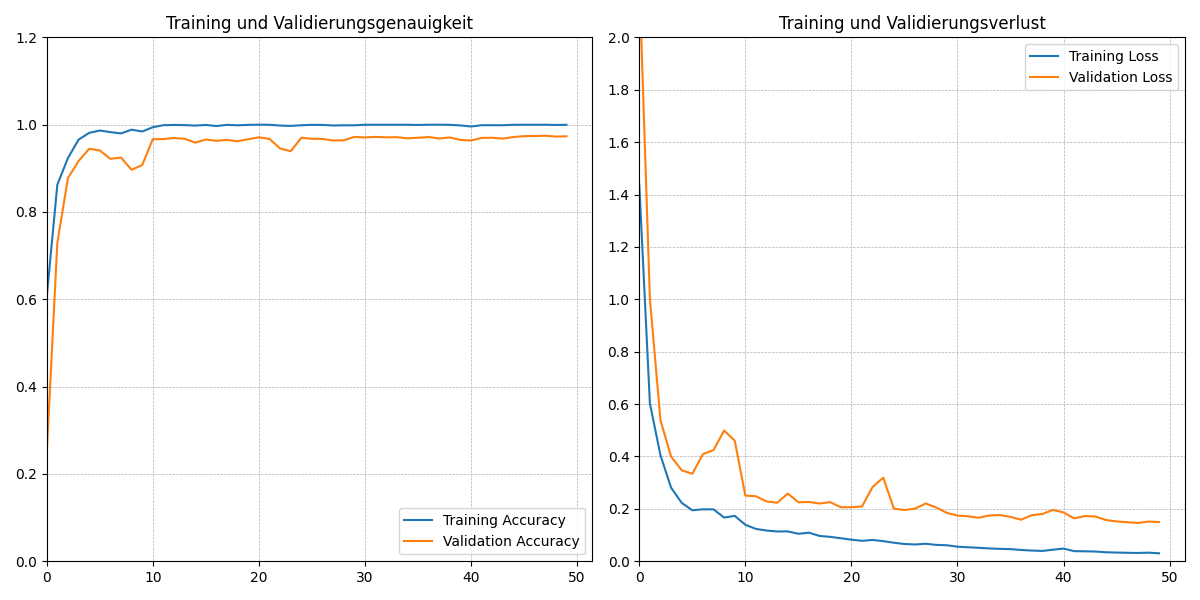 Training und Validierungsgenauigkeit
1.2
1.0
0.8
0.6
0.4
0.2
0.0
0 10 20 30 40 50
Training Accuracy
Validation Accuracy
Training und Validierungsverlust
2.0
1.8
1.6
1.4
1.2
1.0
0.8
0.6
0.4
0.2
0.0
0 10 20 30 40 50
Training Loss
Validation Loss